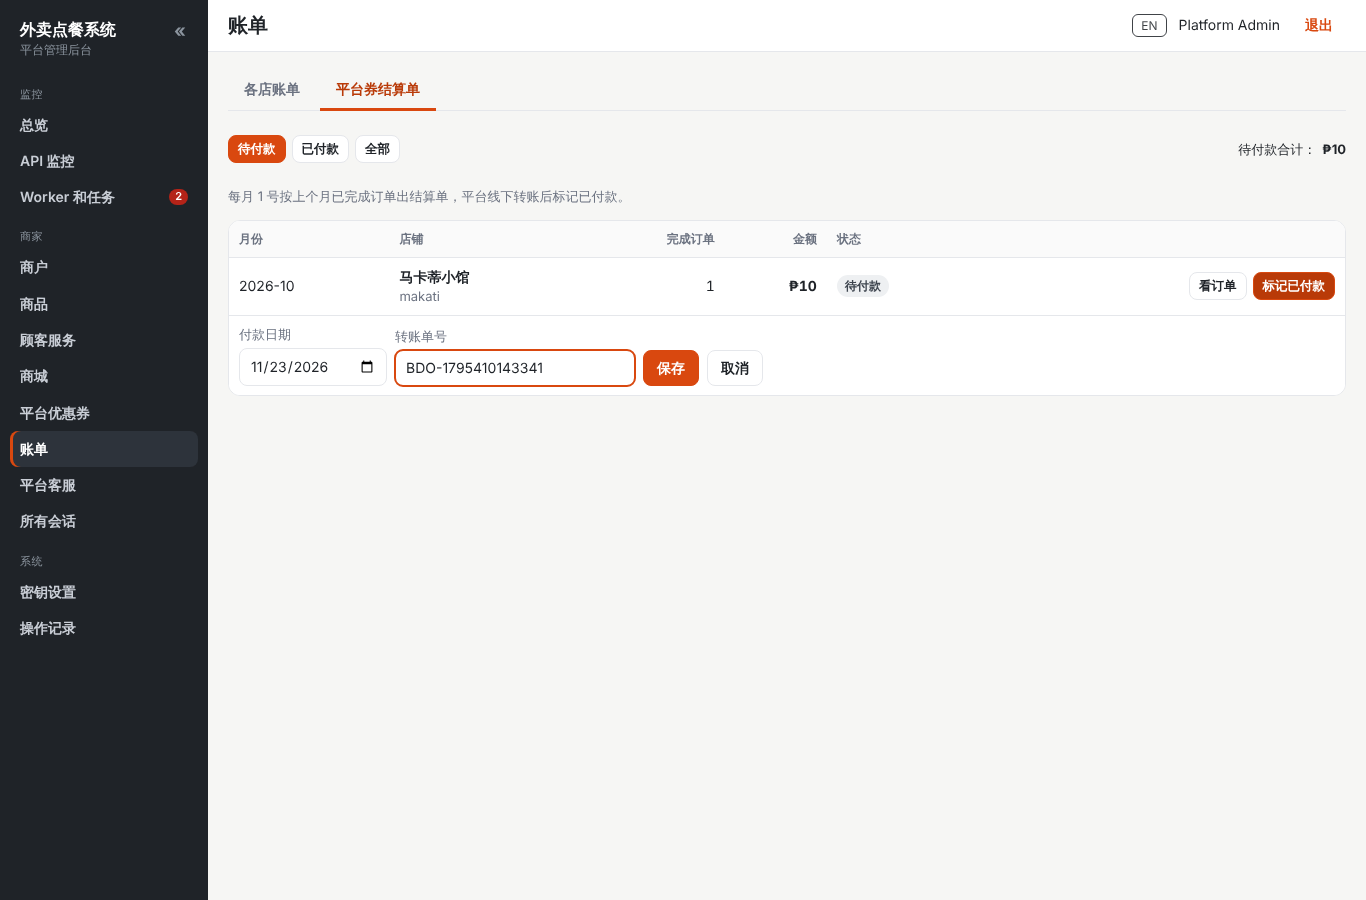 外卖点餐系统
«
平台管理后台
监控
总览
API 监控
Worker 和任务 2
商家
商户
商品
顾客服务
商城
平台优惠券
账单
平台客服
所有会话
系统
密钥设置
操作记录
账单
EN Platform Admin 退出
各店账单 平台券结算单
待付款 已付款 全部
待付款合计： ₱10
每月 1 号按上个月已完成订单出结算单，平台线下转账后标记已付款。
月份 店铺 完成订单 金额 状态
2026-10 马卡蒂小馆 1 ₱10 待付款 看订单 标记已付款
makati
付款日期 转账单号
11/23/2026 BDO-1795410143341 保存 取消